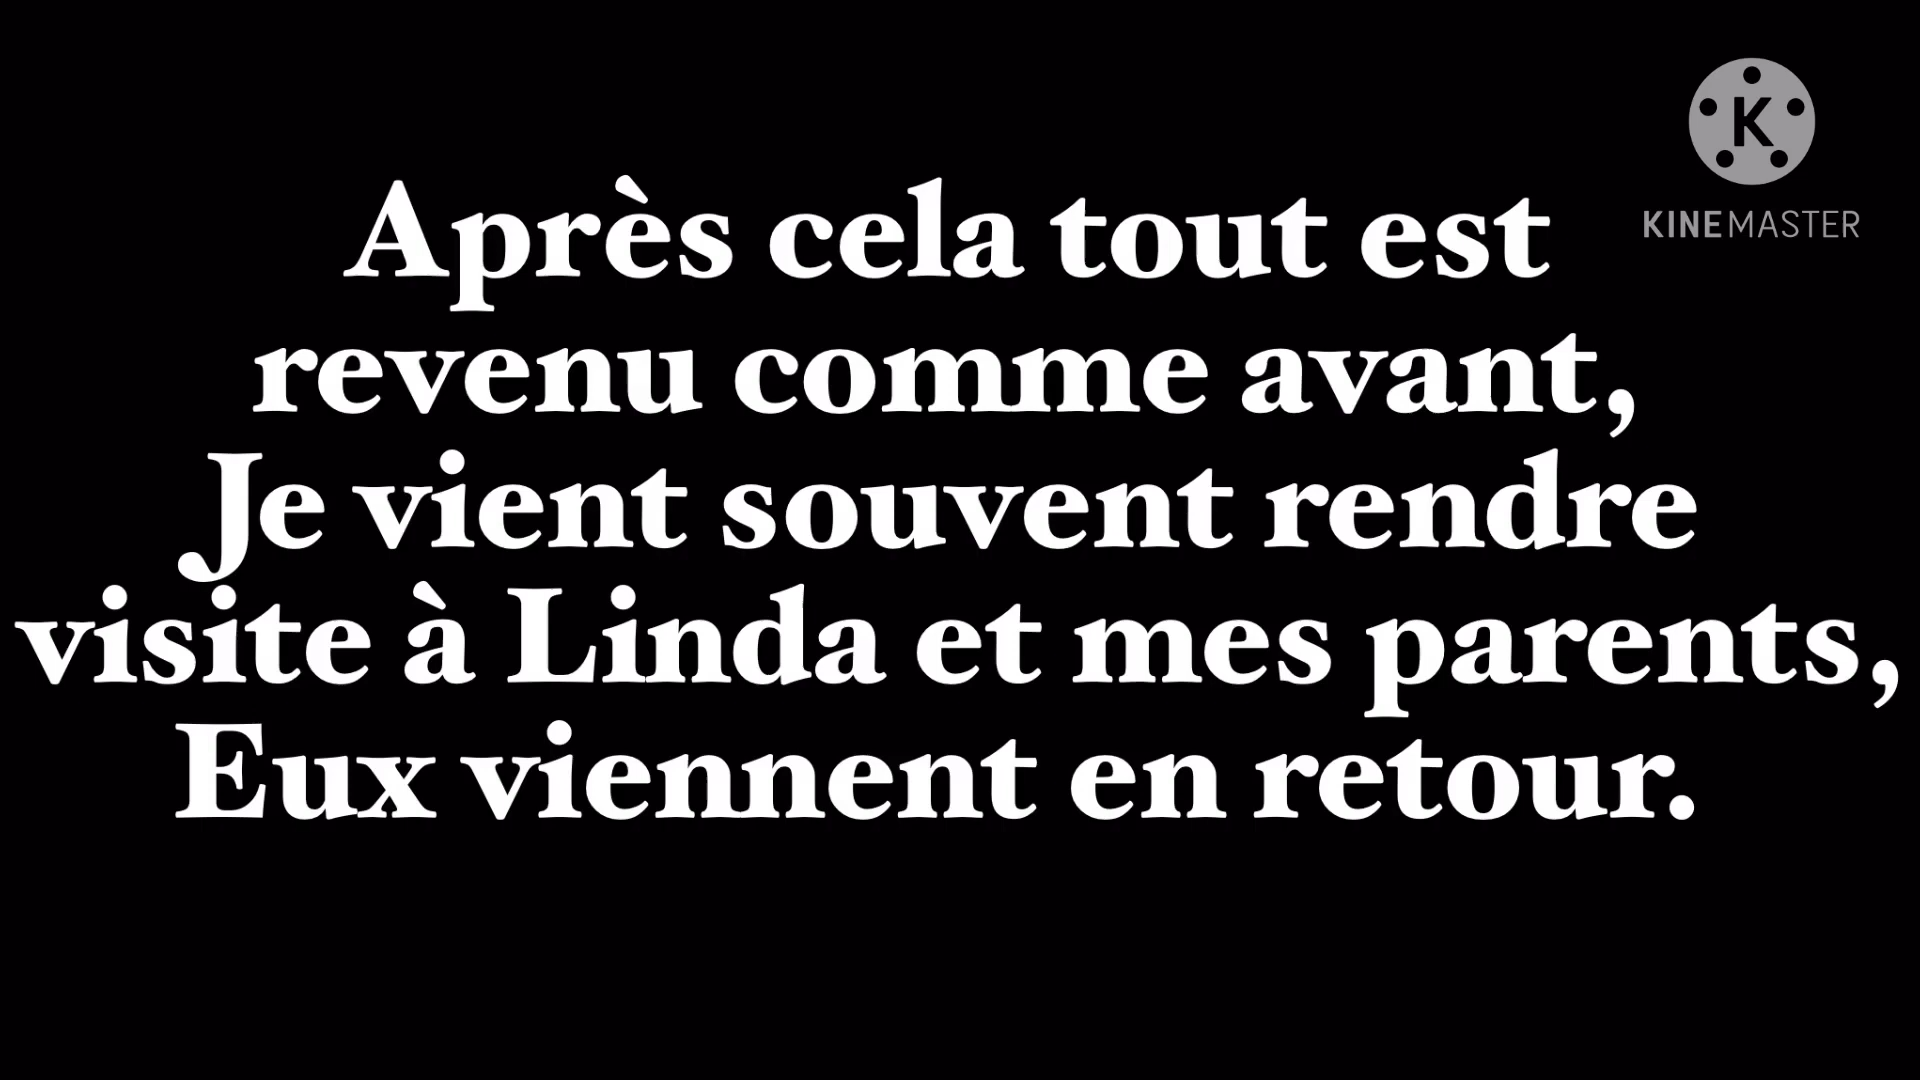 K
KINEMASTER
Après cela tout est
revenu comme avant,
Je vient souvent rendre
visite à Linda et mes parents,
Eux viennent en retour.